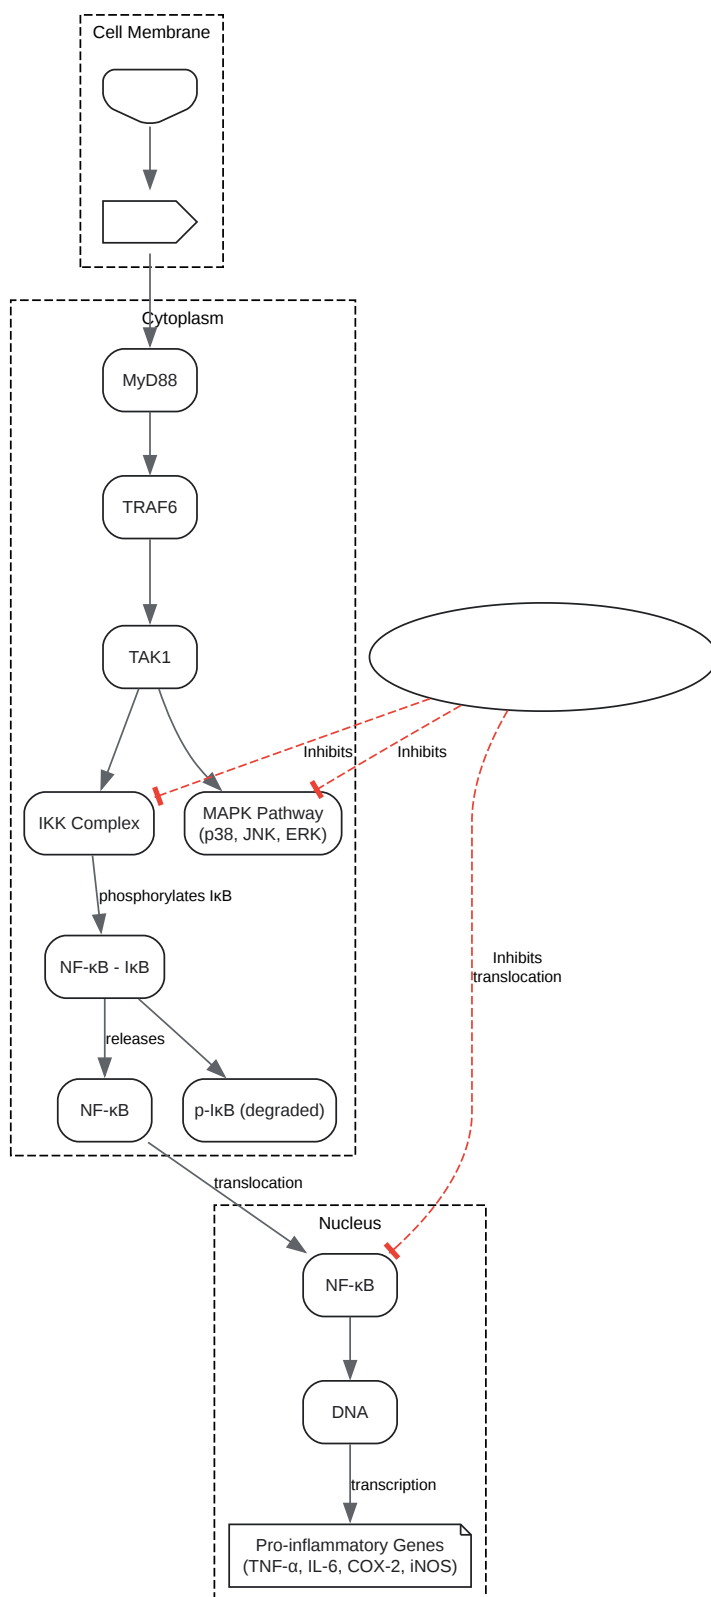 Cell Membrane
Cytoplasm
MyD88
TRAF6
TAK1
Inhibits
Inhibits
IKK Complex
MAPK Pathway
(p38, JNK, ERK)
phosphorylates IκB
NF-κB - IκB
Inhibits
translocation
releases
NF-κB
p-IκB (degraded)
translocation
Nucleus
NF-κB
DNA
transcription
Pro-inflammatory Genes
(TNF-α, IL-6, COX-2, iNOS)